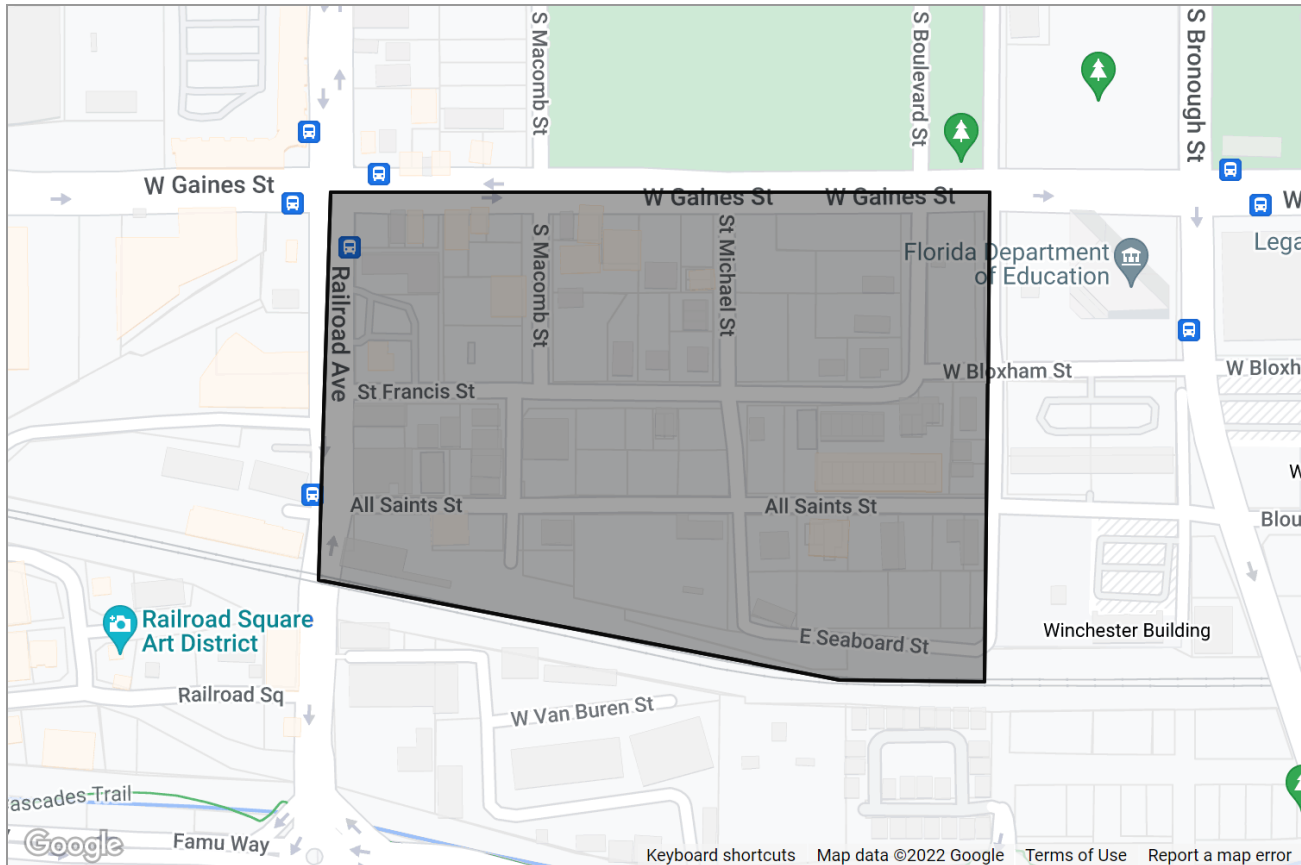 S Macomb St
S Boulevard St
S Bronough St
W Gaines St
W Gaines St
W Gaines St
W
Railroad Ave
S Macomb St
St Michael St
Florida Department
of Education
Lega
St Francis St
W Bloxham St
W Bloxh
W
All Saints St
All Saints St
Blou
Railroad Square
Art District
E Seaboard St
Winchester Building
Railroad Sq
W Van Buren St
ascades Trail
Famu Way
Google
Keyboard shortcuts
Map data ©2022 Google
Terms of Use
Report a map error